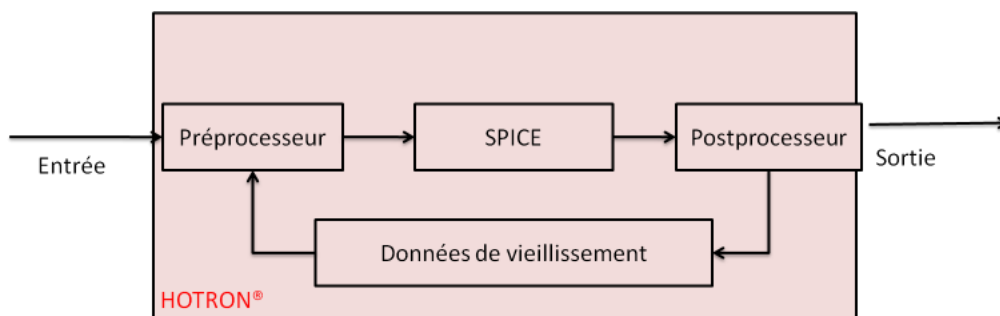 Préprocesseur
SPICE
Postprocesseur
Entrée
Sortie
Données de vieillissement
HOTRON®